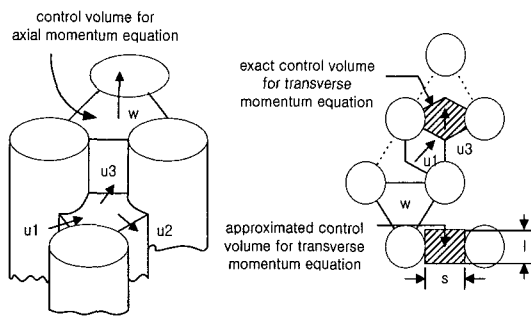 control volume for
axial momentum equation
w
u3
u1
u2
exact control volume
for transverse
momentum equation
u1
u3
w
approximated control
volume for transverse
momentum equation
l
s